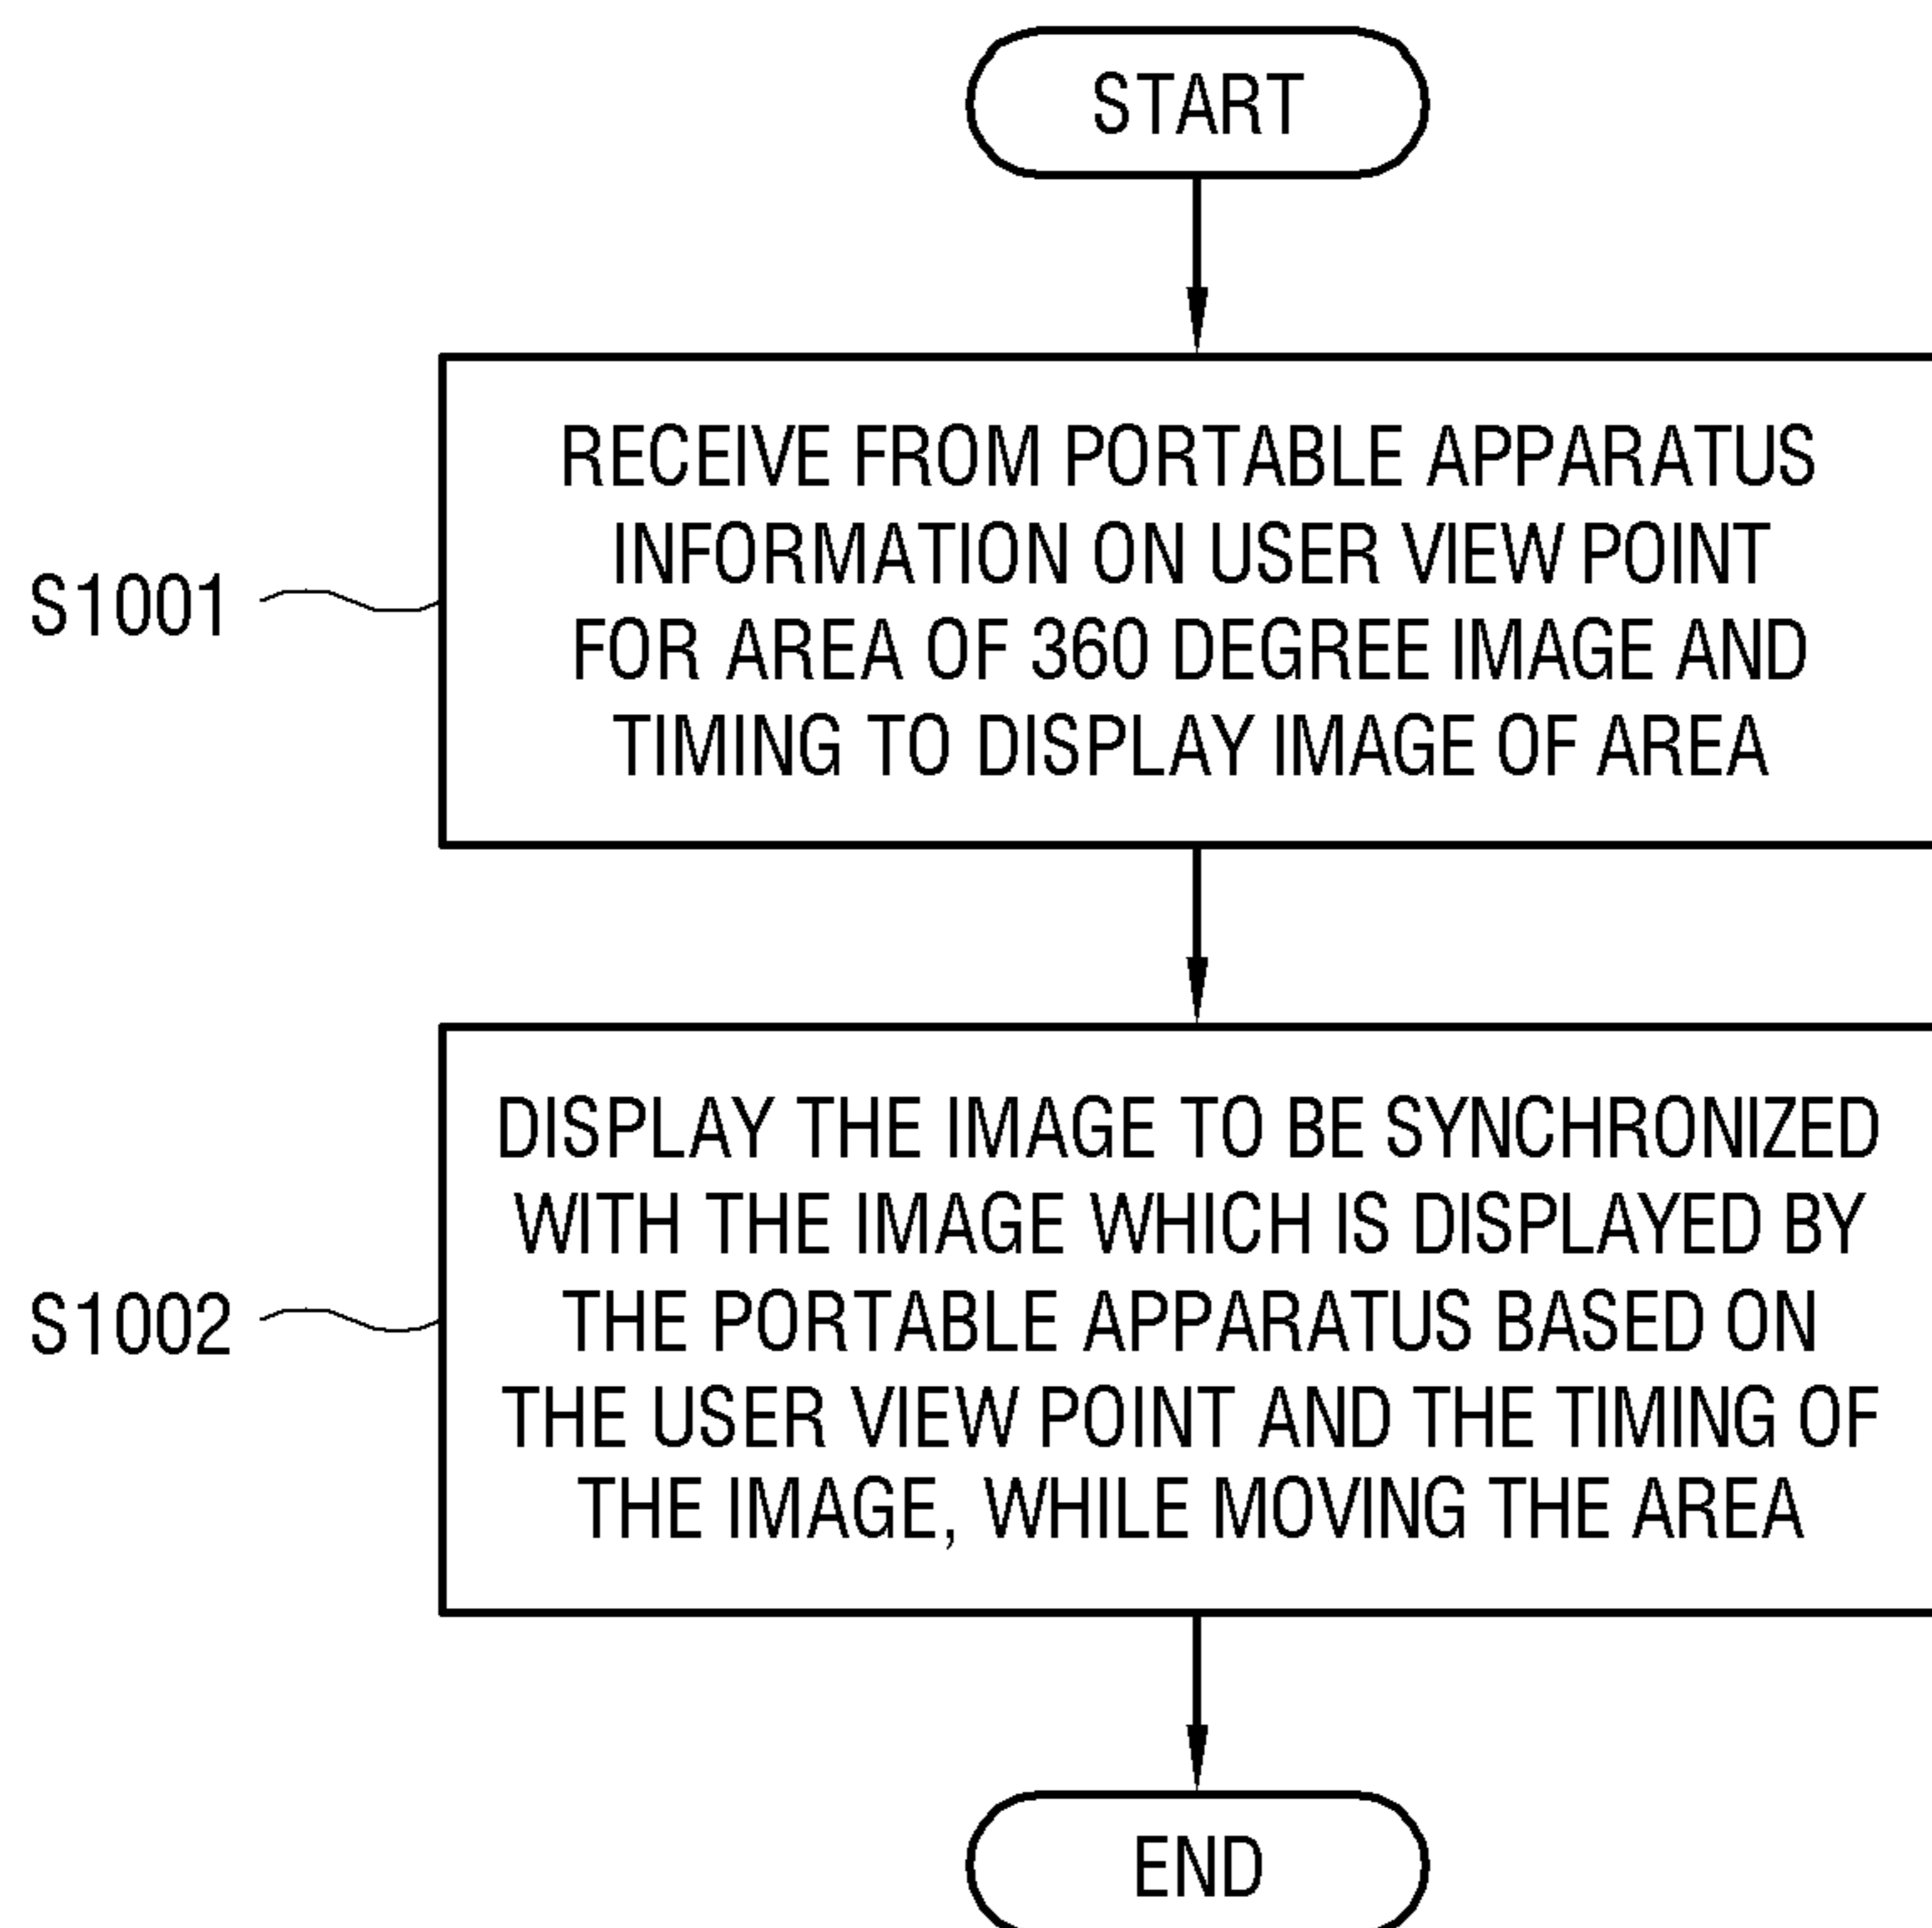 START
RECEIVE FROM PORTABLE APPARATUS
INFORMATION ON USER VIEW POINT
FOR AREA OF 360 DEGREE IMAGE AND
TIMING TO DISPLAY IMAGE OF AREA
S1001
DISPLAY THE IMAGE TO BE SYNCHRONIZED
WITH THE IMAGE WHICH IS DISPLAYED BY
THE PORTABLE APPARATUS BASED ON
THE USER VIEW POINT AND THE TIMING OF
THE IMAGE, WHILE MOVING THE AREA
S1002
END